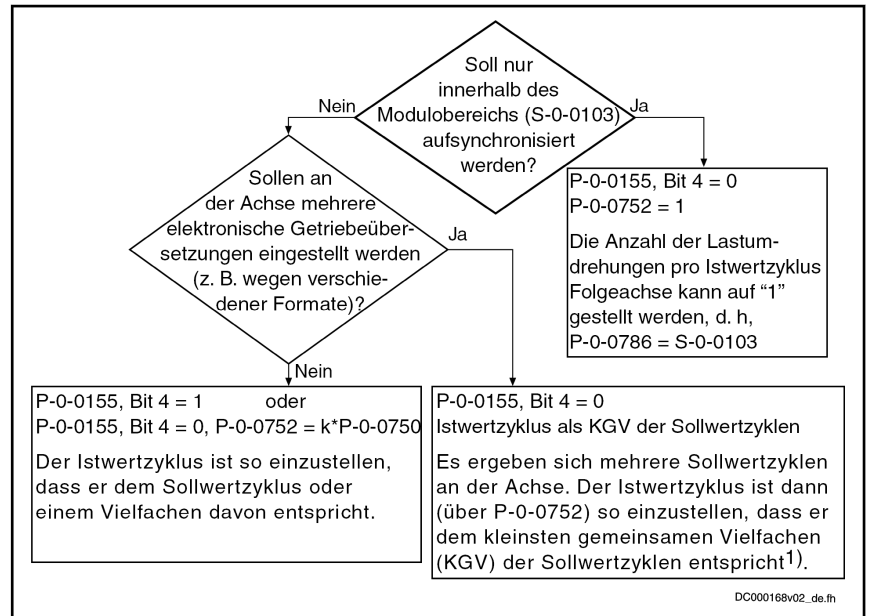 Soll nur
innerhalb des
Modulobereichs (S-0-0103)
aufsynchronisiert
werden?
Nein
Ja
Sollen an
der Achse mehrere
elektronische Getriebeüber-
setzungen eingestellt werden
(z. B. wegen verschie-
dener Formate)?
Ja
Nein
P-0-0155, Bit 4 = 0
P-0-0752 = 1
Die Anzahl der Lastum-
drehungen pro Istwertzyklus
Folgeachse kann auf “1”
gestellt werden, d. h,
P-0-0786 = S-0-0103
P-0-0155, Bit 4 = 1 oder
P-0-0155, Bit 4 = 0, P-0-0752 = k*P-0-0750
Der Istwertzyklus ist so einzustellen,
dass er dem Sollwertzyklus oder
einem Vielfachen davon entspricht.
P-0-0155, Bit 4 = 0
Istwertzyklus als KGV der Sollwertzyklen
Es ergeben sich mehrere Sollwertzyklen
an der Achse. Der Istwertzyklus ist dann
(über P-0-0752) so einzustellen, dass er
dem kleinsten gemeinsamen Vielfachen
(KGV) der Sollwertzyklen entspricht1).
DC000168v02_de.fh